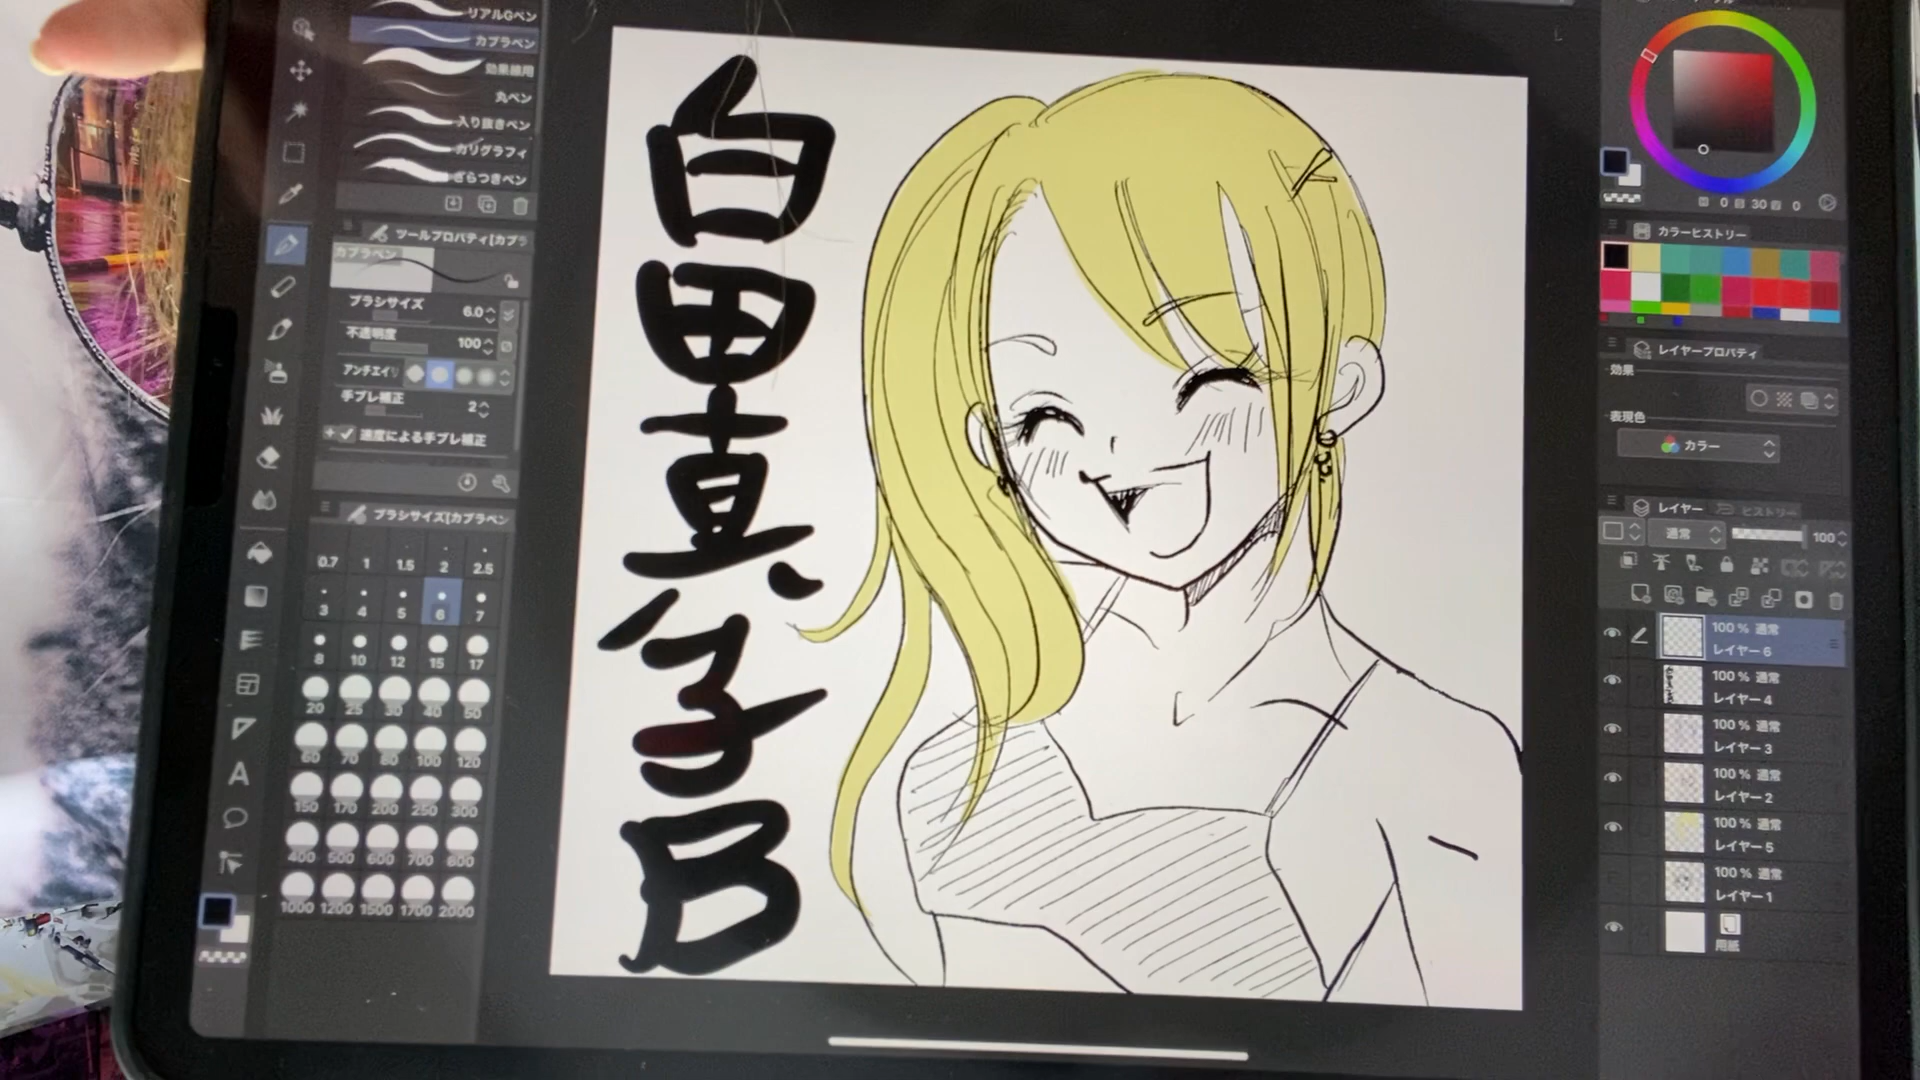 リアルGペン
カブラペン
効果線用
丸ペン
入り抜きペン
カリグラフィ
ざらつきペン
ツールプロパティ[カブラ
カブラペン
ブラシサイズ 6.0
不透明度 100
アンチエイリ
手ブレ補正 2
速度による手ブレ補正
ブラシサイズ[カブラペン
0.7 1 1.5 2 2.5
3 4 5 6 7
8 10 12 15 17
20 25 30 40 50
60 70 80 100 120
150 170 200 250 300
400 500 600 700 800
1000 1200 1500 1700 2000
白田真子B
0 30 0
カラーヒストリー
レイヤープロパティ
効果
表現色
カラー
レイヤー ヒストリー
通常 100
100 % 通常
レイヤー 6
100 % 通常
レイヤー 4
100 % 通常
レイヤー 3
100 % 通常
レイヤー 2
100 % 通常
レイヤー 5
100 % 通常
レイヤー 1
用紙